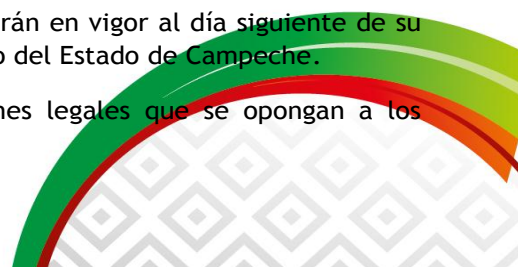 rán en vigor al día siguiente de su
o del Estado de Campeche.
nes legales que se opongan a los